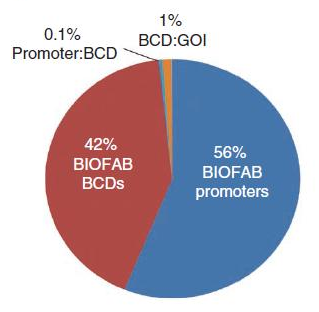 0.1%
Promoter:BCD
1%
BCD:GOI
42%
BIOFAB
BCDs
56%
BIOFAB
promoters